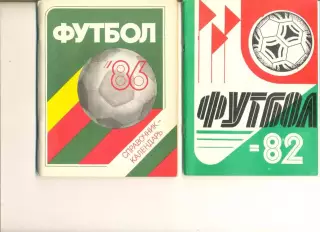 ФУТБОЛ
'86
СПРАВОЧНИК-
КАЛЕНДАРЬ
ФУТБОЛ
-82